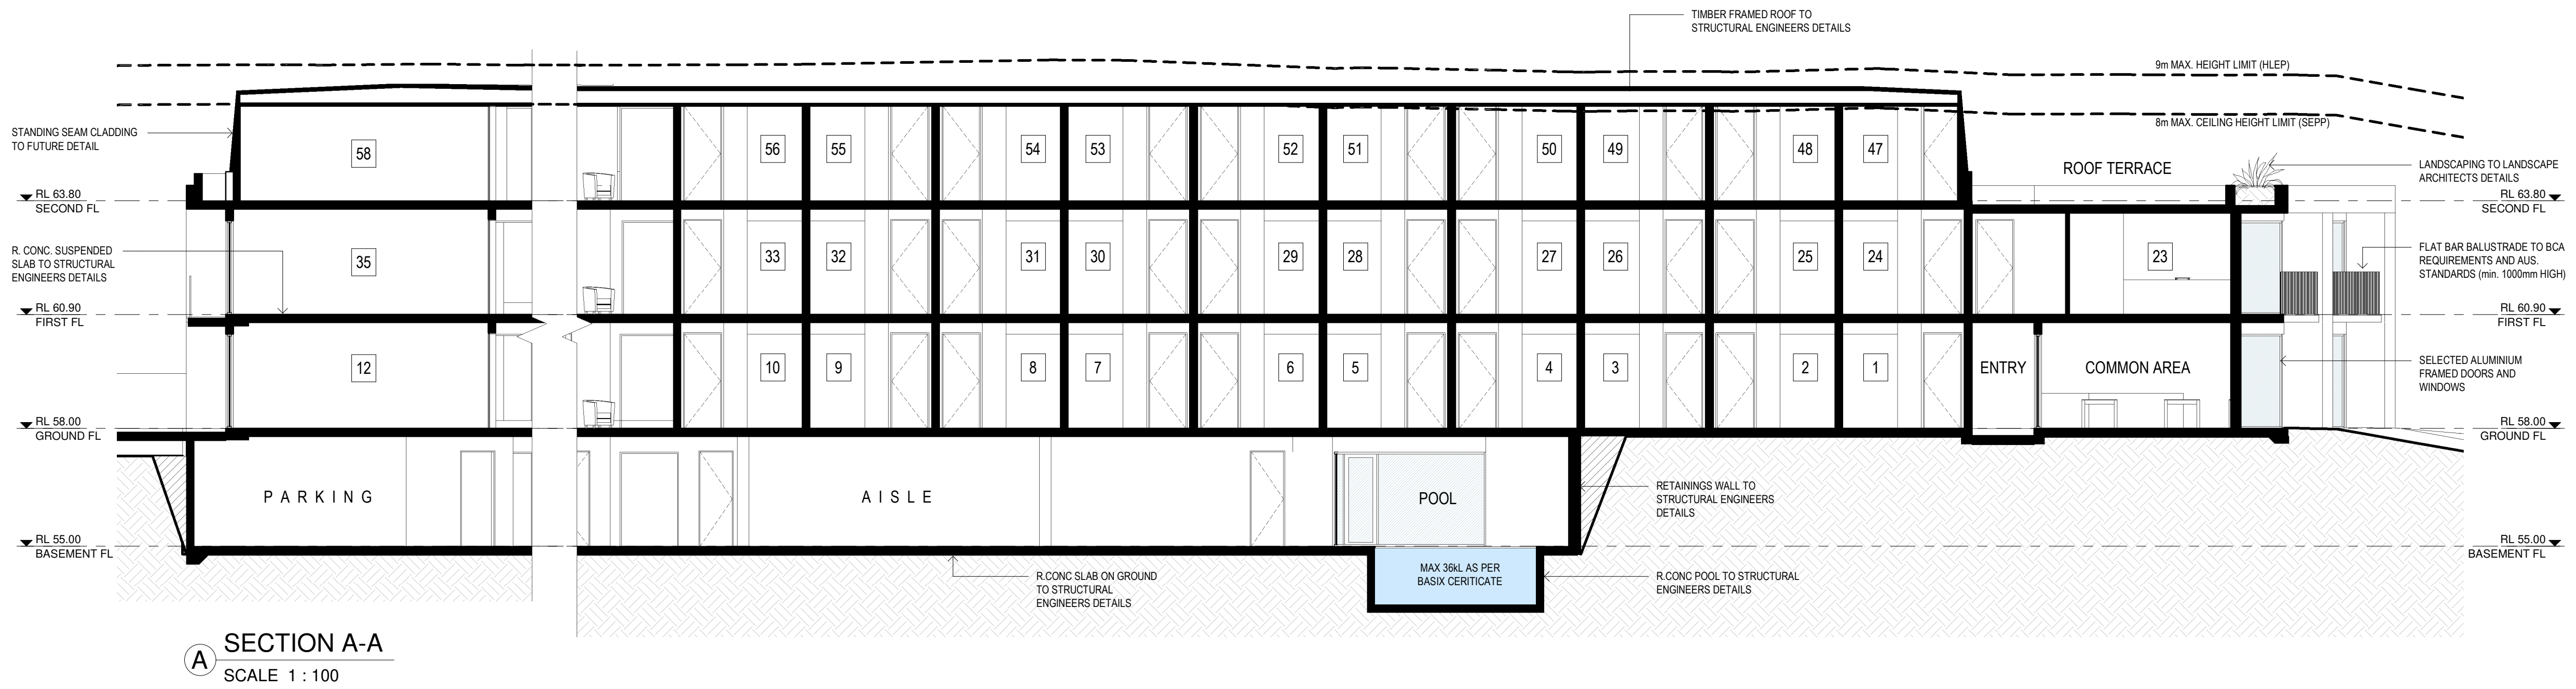 TIMBER FRAMED ROOF TO
STRUCTURAL ENGINEERS DETAILS
9m MAX. HEIGHT LIMIT (HLEP)
8m MAX. CEILING HEIGHT LIMIT (SEPP)
STANDING SEAM CLADDING
TO FUTURE DETAIL
58
56
55
54
53
52
51
50
49
48
47
ROOF TERRACE
LANDSCAPING TO LANDSCAPE
ARCHITECTS DETAILS
RL 63.80
SECOND FL
RL 63.80
SECOND FL
R. CONC. SUSPENDED
SLAB TO STRUCTURAL
ENGINEERS DETAILS
35
33
32
31
30
29
28
27
26
25
24
23
FLAT BAR BALUSTRADE TO BCA
REQUIREMENTS AND AUS.
STANDARDS (min. 1000mm HIGH)
RL 60.90
FIRST FL
RL 60.90
FIRST FL
12
10
9
8
7
6
5
4
3
2
1
ENTRY
COMMON AREA
SELECTED ALUMINIUM
FRAMED DOORS AND
WINDOWS
RL 58.00
GROUND FL
RL 58.00
GROUND FL
PARKING
AISLE
POOL
RETAININGS WALL TO
STRUCTURAL ENGINEERS
DETAILS
RL 55.00
BASEMENT FL
RL 55.00
BASEMENT FL
R.CONC SLAB ON GROUND
TO STRUCTURAL
ENGINEERS DETAILS
MAX 36kL AS PER
BASIX CERITICATE
R.CONC POOL TO STRUCTURAL
ENGINEERS DETAILS
A
SECTION A-A
SCALE 1 : 100